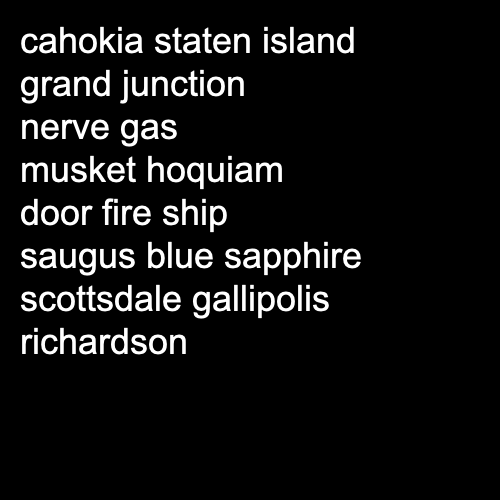 cahokia staten island
grand junction
nerve gas
musket hoquiam
door fire ship
saugus blue sapphire
scottsdale gallipolis
richardson